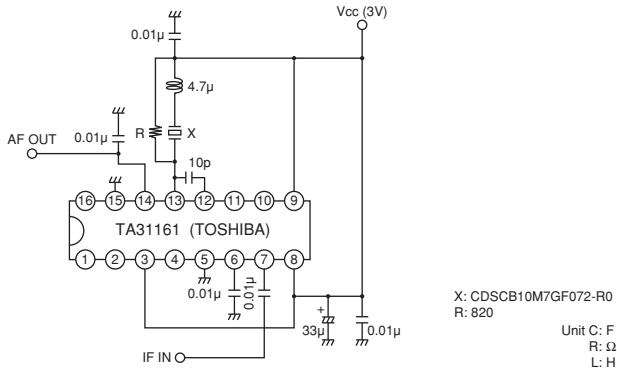 Vcc (3V)
0.01μ
4.7μ
AF OUT
0.01μ
R
X
10p
16 15 14 13 12 11 10 9
TA31161 (TOSHIBA)
1 2 3 4 5 6 7 8
0.01μ
0.01μ
+
33μ
0.01μ
IF IN
X: CDSCB10M7GF072-R0
R: 820
Unit C: F
R: Ω
L: H